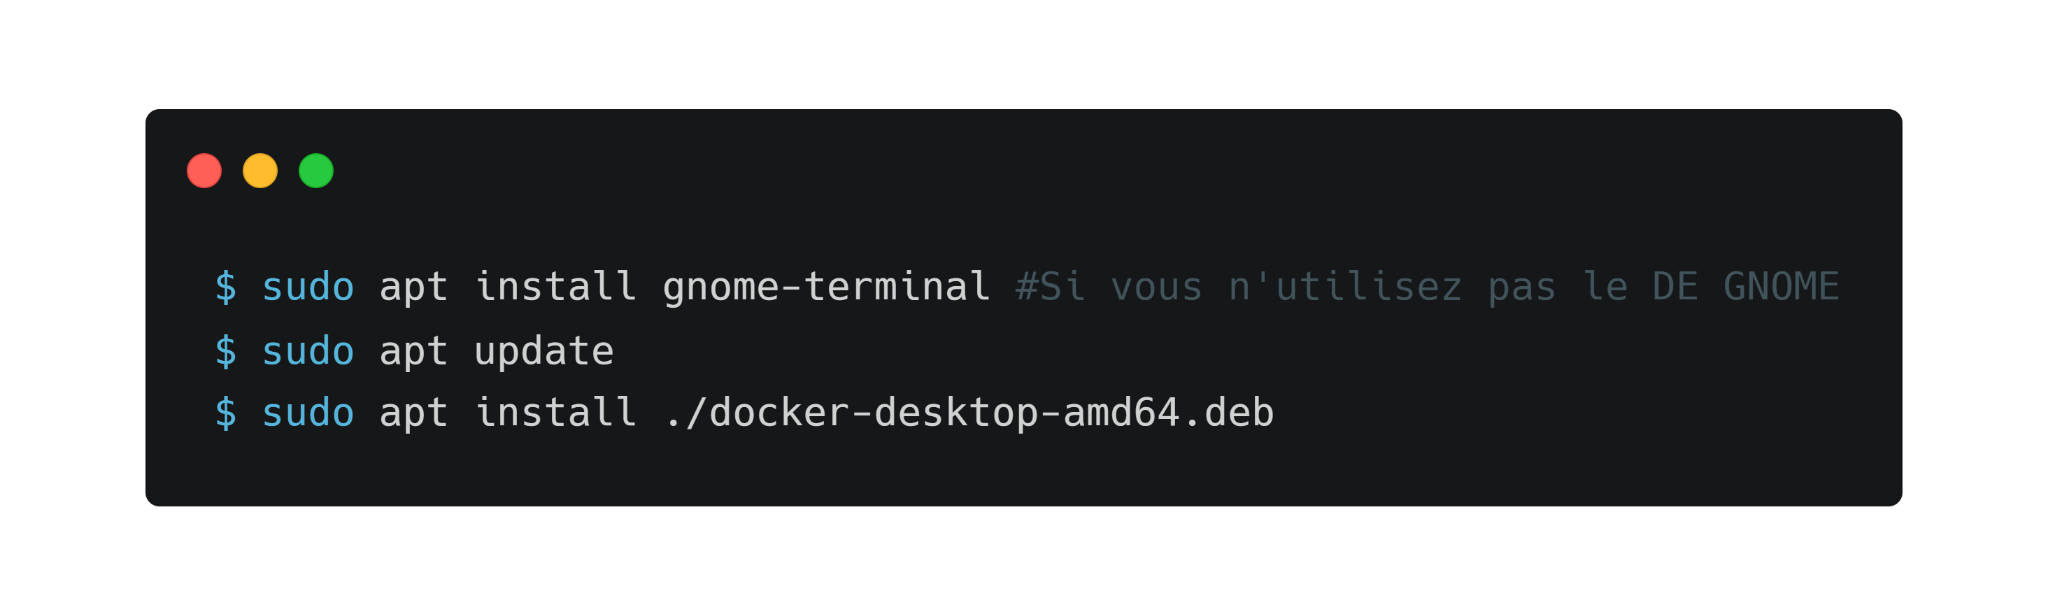 $ sudo apt install gnome-terminal #Si vous n'utilisez pas le DE GNOME
$ sudo apt update
$ sudo apt install ./docker-desktop-amd64.deb